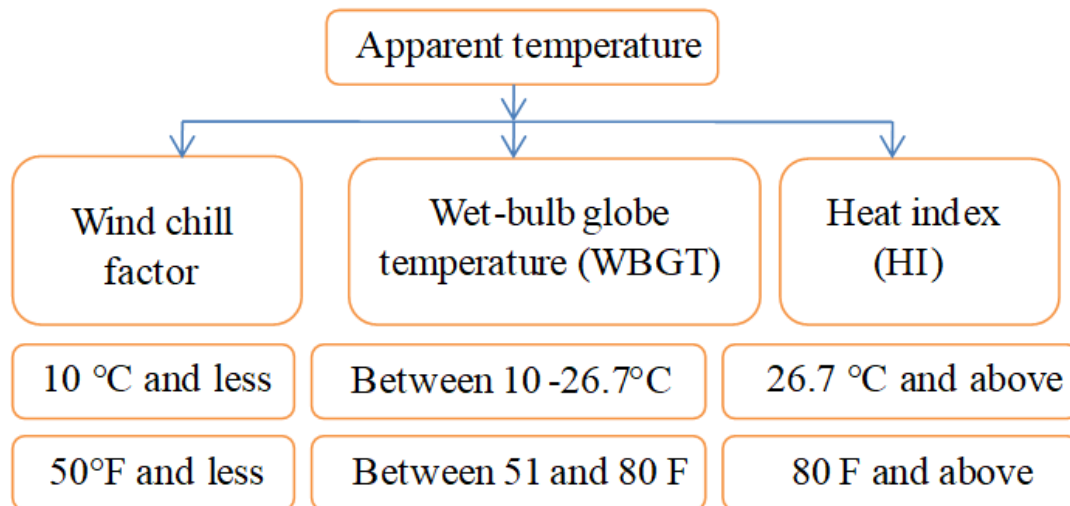 Apparent temperature
Wind chill
factor
Wet-bulb globe
temperature (WBGT)
Heat index
(HI)
10 °C and less
Between 10 -26.7°C
26.7 °C and above
50°F and less
Between 51 and 80 F
80 F and above